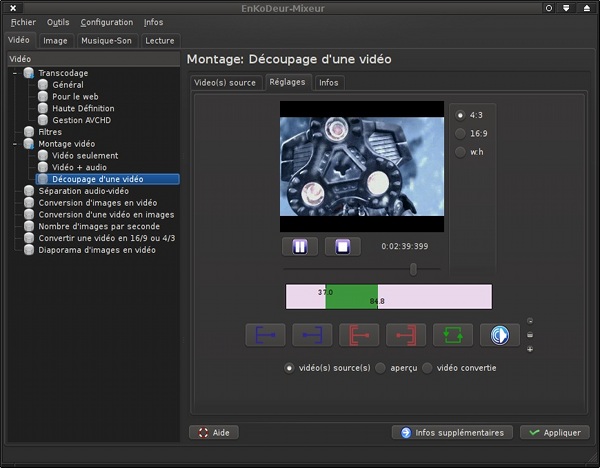 EnKoDeur-Mixeur
Fichier Outils Configuration Infos
Vidéo Image Musique-Son Lecture
Vidéo
Transcodage
Général
Pour le web
Haute Définition
Gestion AVCHD
Filtres
Montage vidéo
Vidéo seulement
Vidéo + audio
Découpage d'une vidéo
Séparation audio-vidéo
Conversion d'images en vidéo
Conversion d'une vidéo en images
Nombre d'images par seconde
Convertir une vidéo en 16/9 ou 4/3
Diaporama d'images en vidéo
Montage: Découpage d'une vidéo
Video(s) source Réglages Infos
4:3
16:9
w:h
0:02:39:399
37.0
84.8
vidéo(s) source(s) aperçu vidéo convertie
Aide Infos supplémentaires Appliquer